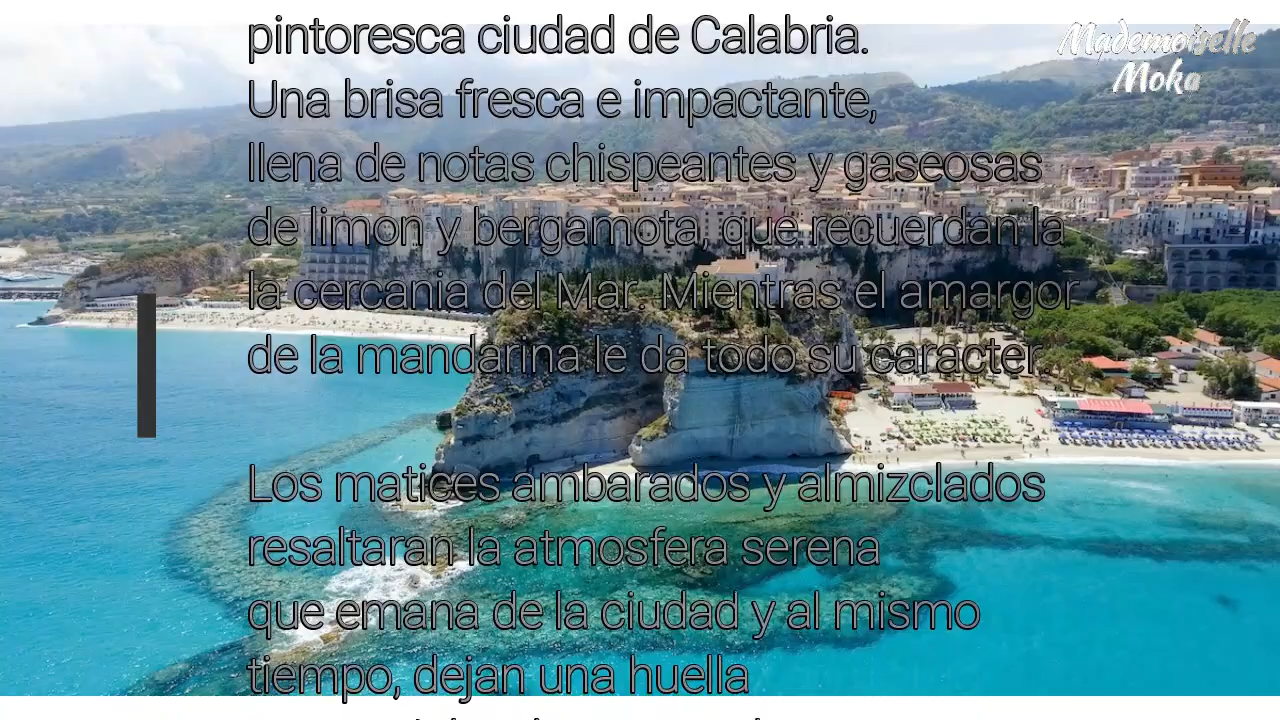 pintoresca ciudad de Calabria.
Una brisa fresca e impactante,
llena de notas chispeantes y gaseosas
de limon y bergamota, que recuerdan la
la cercania del Mar. Mientras el amargor
de la mandarina le da todo su caracter.
Los matices ambarados y almizclados
resaltaran la atmosfera serena
que emana de la ciudad y al mismo
tiempo, dejan una huella
Mademoiselle
Moka